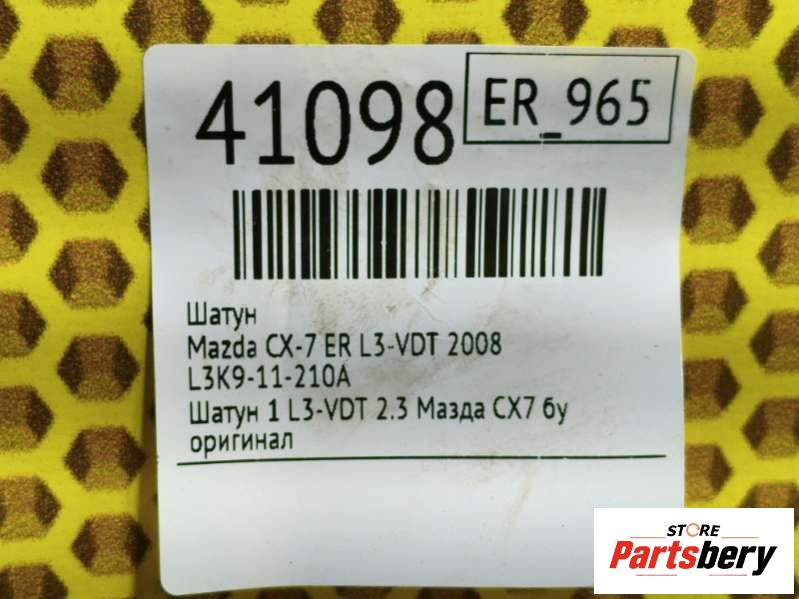 41098
ER_965
Шатун
Mazda CX-7 ER L3-VDT 2008
L3K9-11-210A
Шатун 1 L3-VDT 2.3 Мазда СХ7 бу
оригинал
STORE
Partsbery